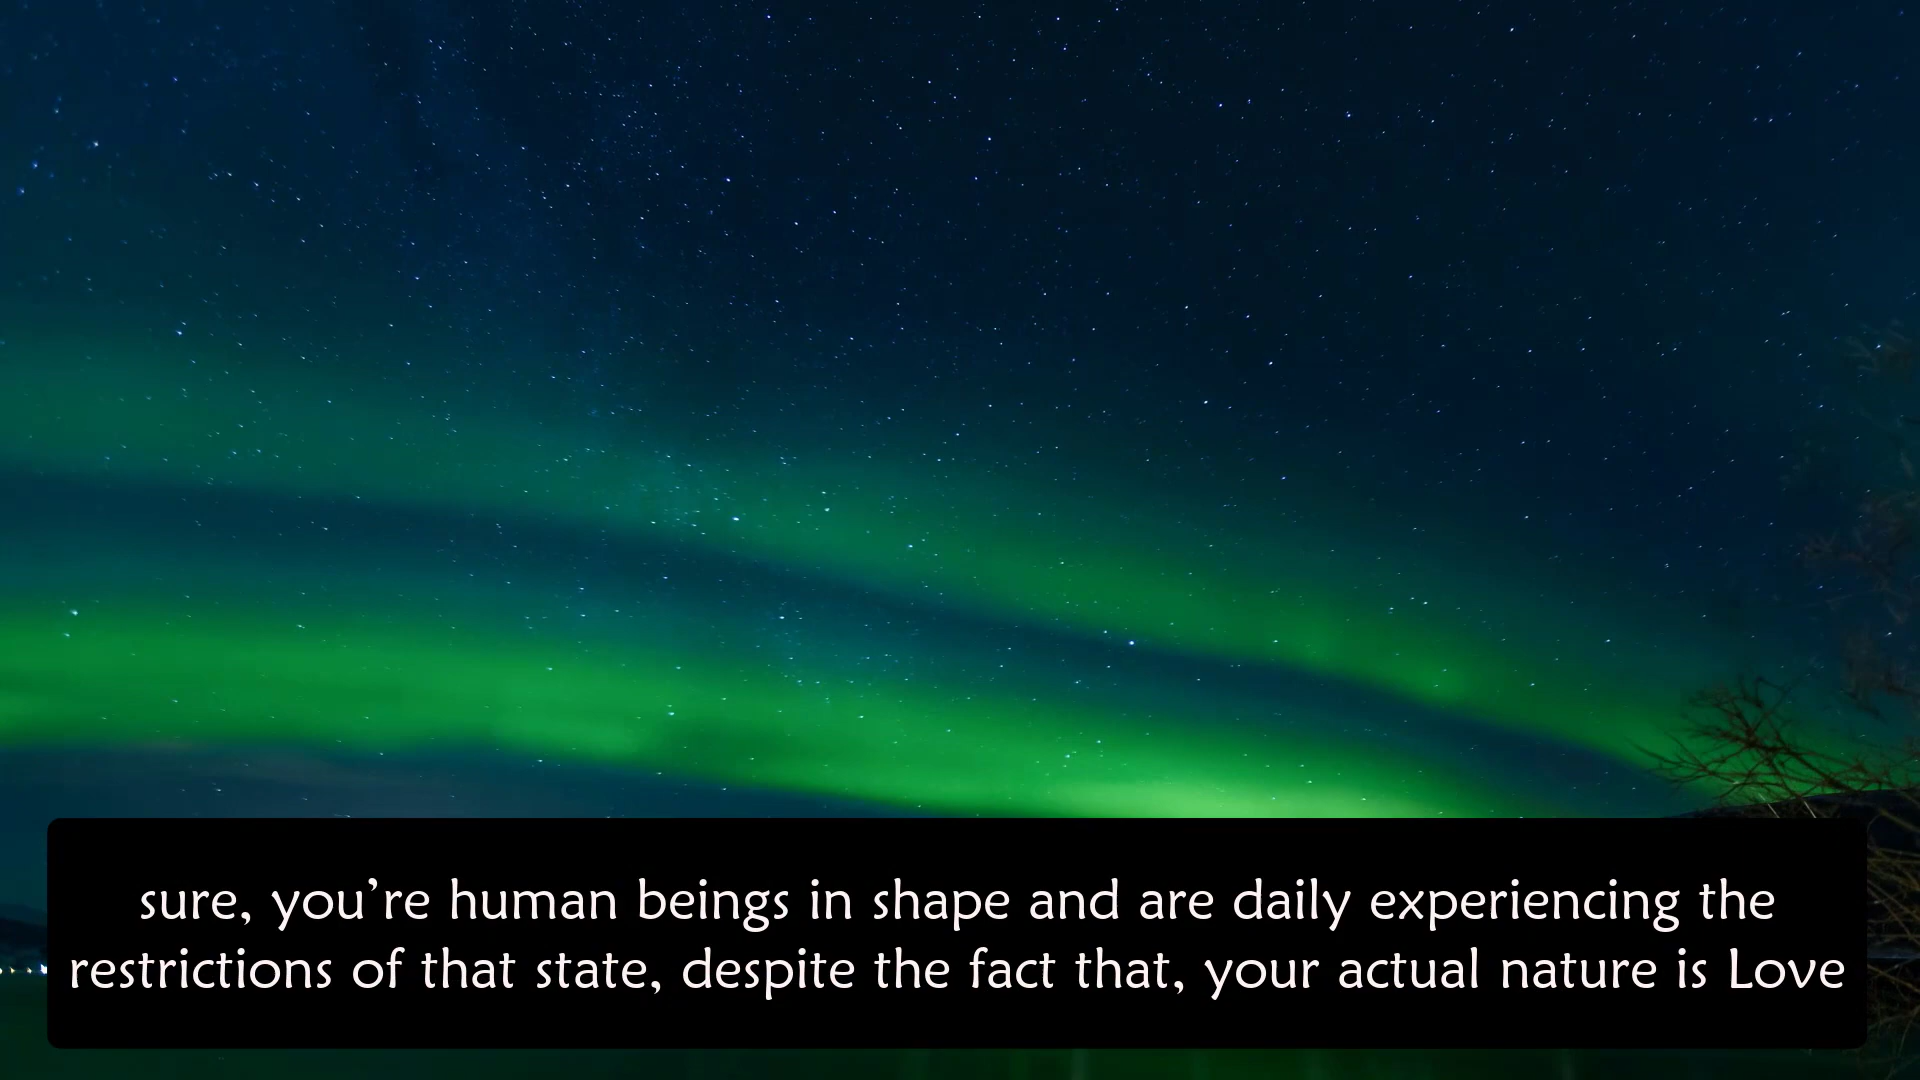 sure, you’re human beings in shape and are daily experiencing the
restrictions of that state, despite the fact that, your actual nature is Love